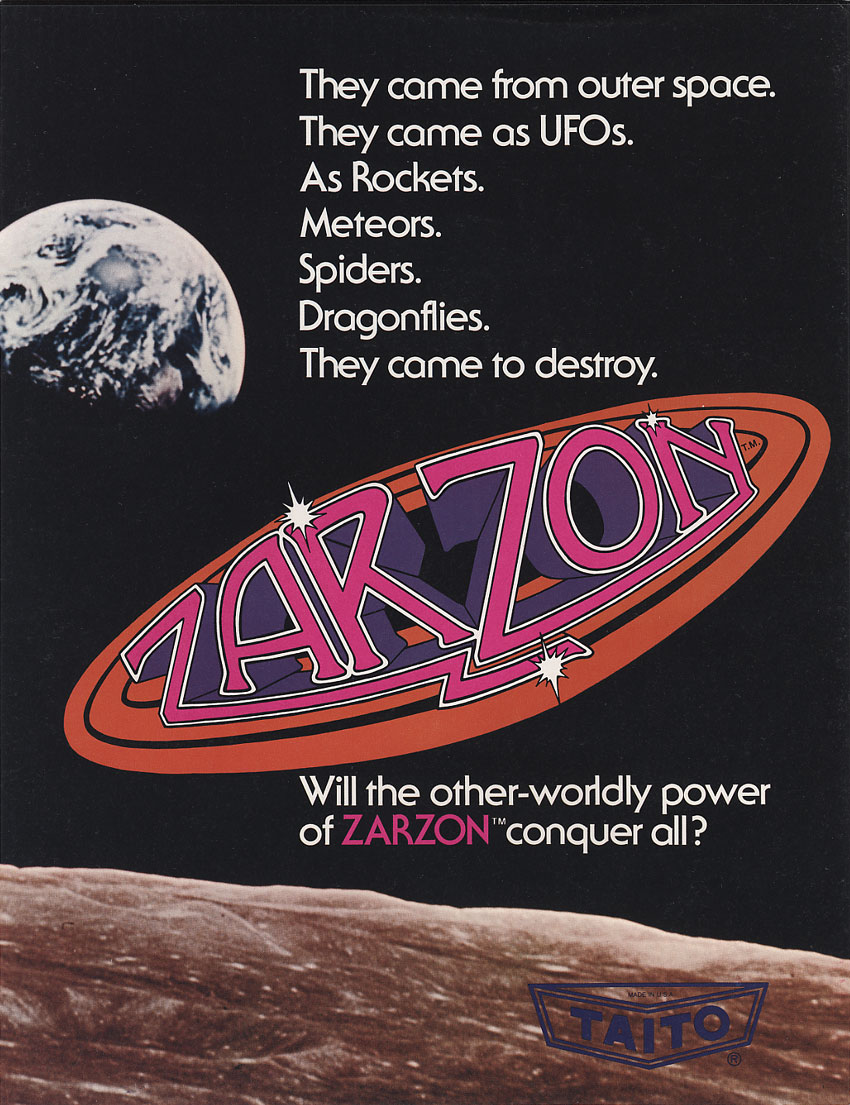 They came from outer space.
They came as UFOs.
As Rockets.
Meteors.
Spiders.
Dragonflies.
They came to destroy.
ZARZON
T.M.
Will the other-worldly power
of ZARZON™ conquer all?
MADE IN U.S.A.
TAITO
®